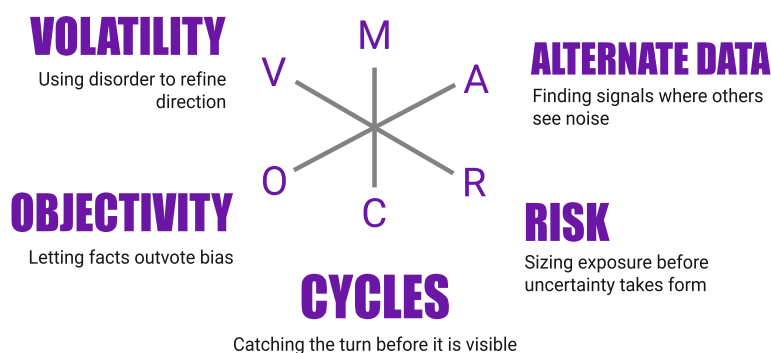 VOLATILITY
Using disorder to refine
direction
M
V
A
O
R
C
ALTERNATE DATA
Finding signals where others
see noise
OBJECTIVITY
Letting facts outvote bias
RISK
Sizing exposure before
uncertainty takes form
CYCLES
Catching the turn before it is visible